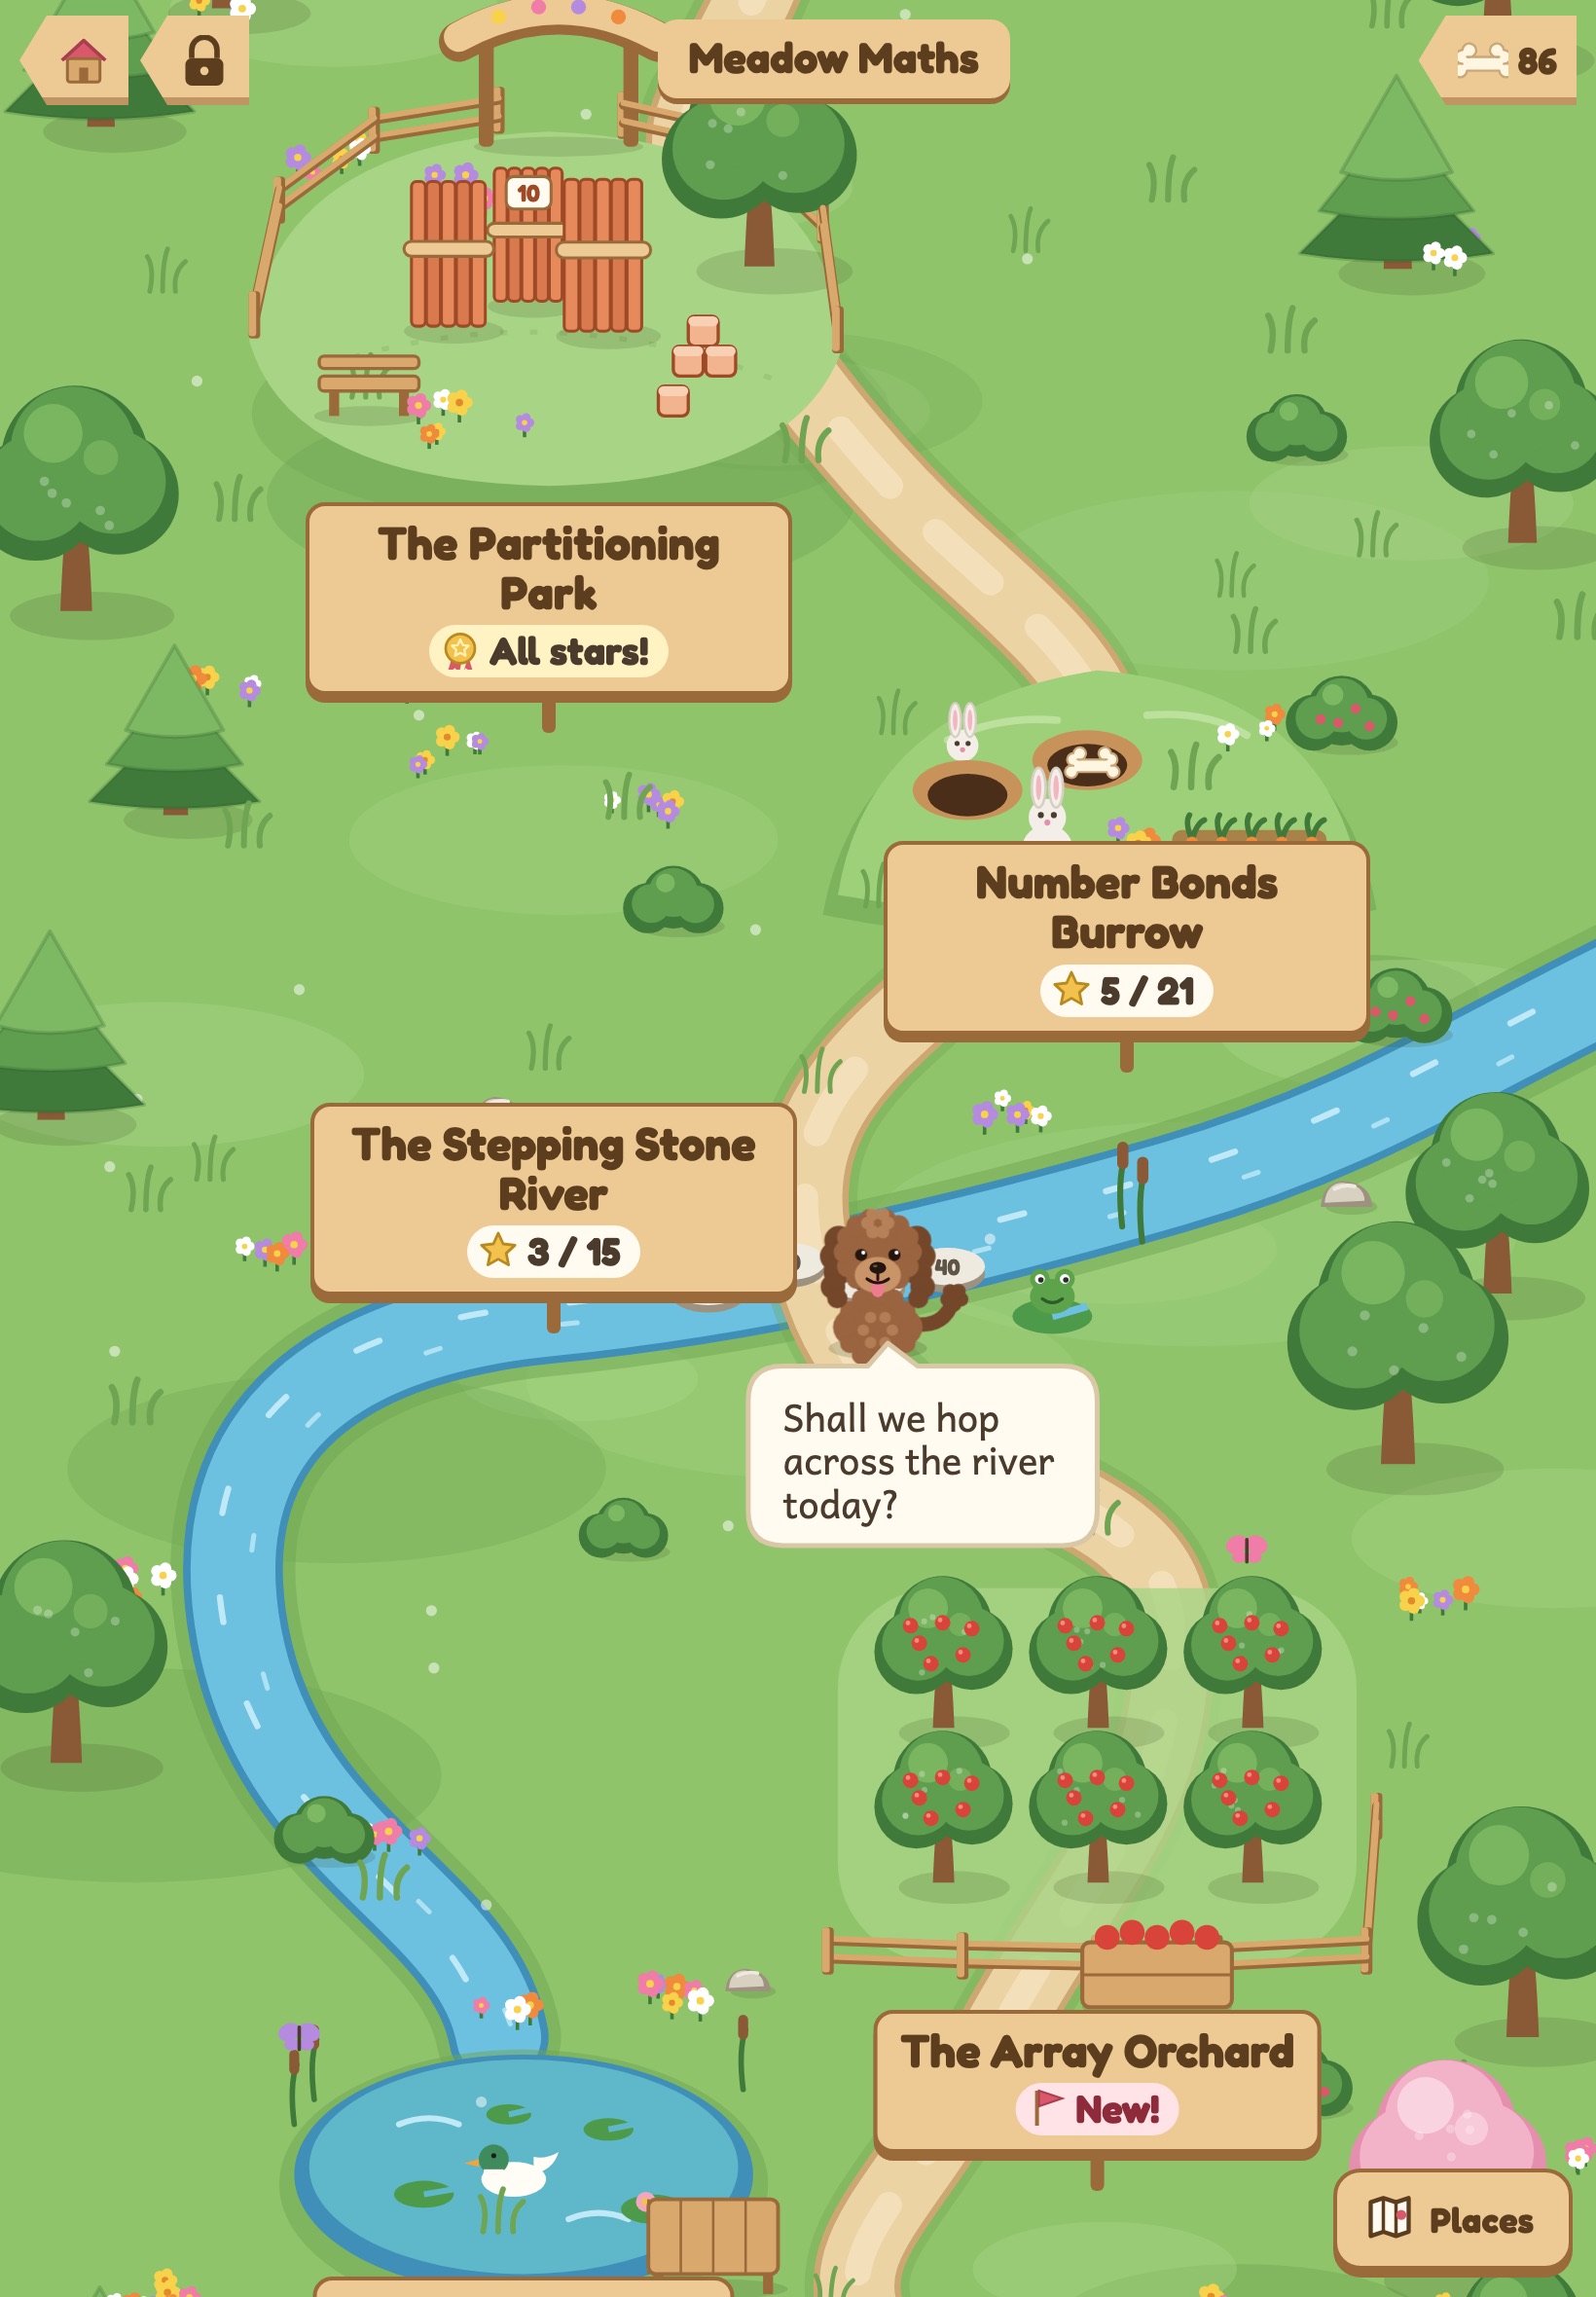 Meadow Maths
86
10
The Partitioning
Park
All stars!
Number Bonds
Burrow
5 / 21
The Stepping Stone
River
3 / 15
40
Shall we hop
across the river
today?
The Array Orchard
New!
Places